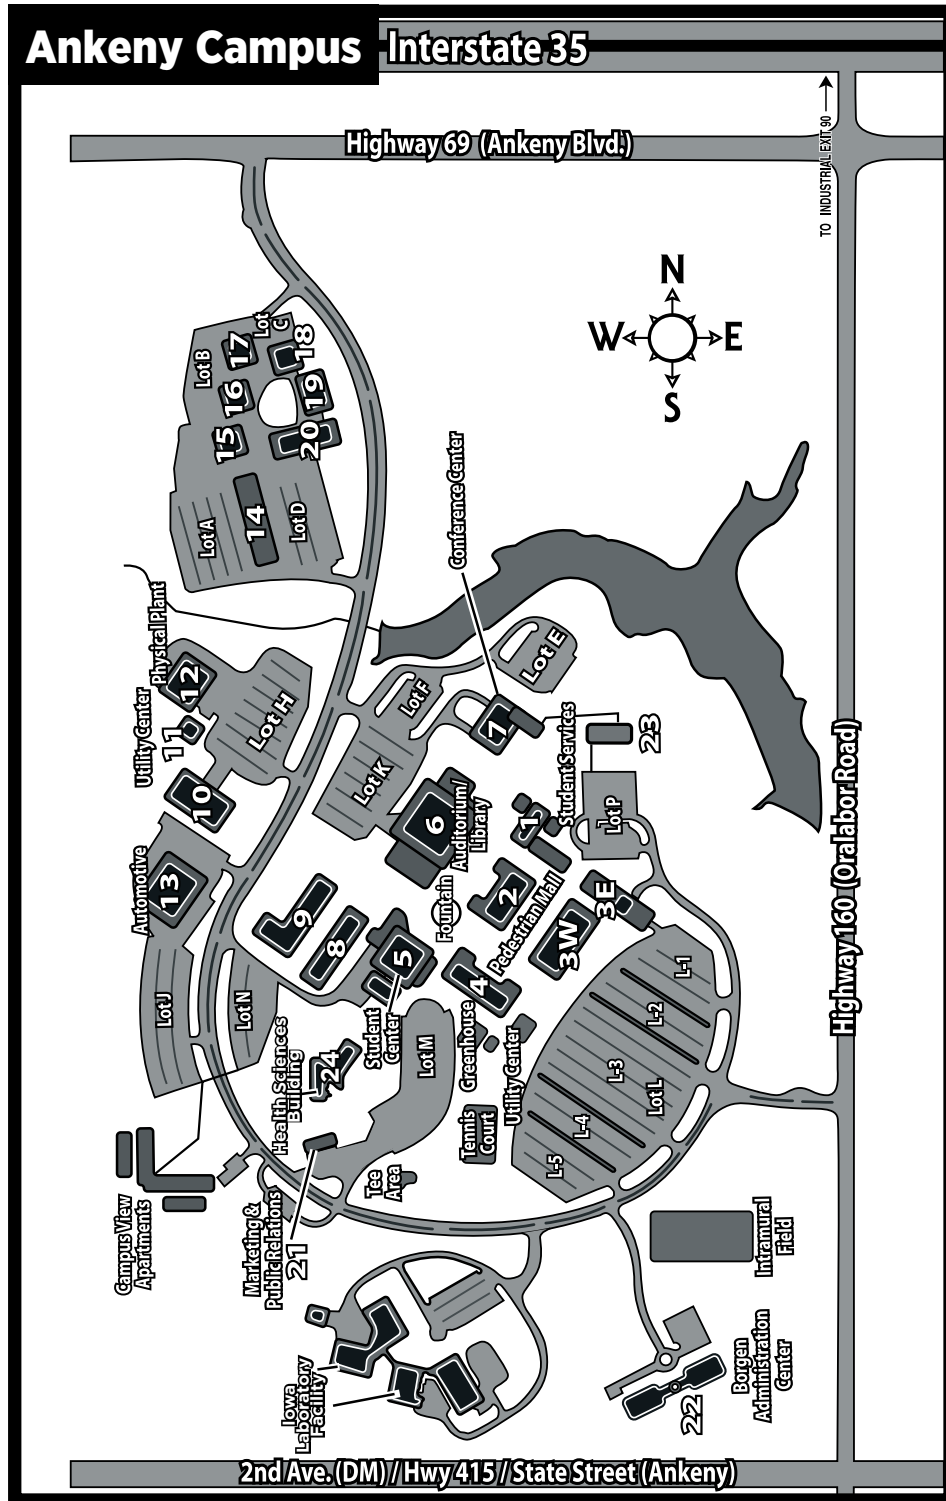 Ankeny Campus
Interstate 35
Highway 69 (Ankeny Blvd.)
TO INDUSTRIAL EXIT 90
N
W
E
S
Lot B
Lot
C
17
18
16
19
15
20
14
Lot A
Lot D
Conference Center
Physical Plant
12
Utility Center
11
Lot H
10
Lot E
Lot F
7
Lot K
Student Services
23
Lot P
6
Auditorium/
Library
1
Automotive
13
9
8
Fountain
2
Pedestrian Mall
3E
3W
5
4
Lot J
Lot N
Student
Center
Health Sciences
Building
24
Lot M
Greenhouse
Utility Center
Tennis
Court
L-1
L-2
L-3
Lot L
L-4
L-5
Tee
Area
Campus View
Apartments
Marketing &
Public Relations
21
Intramural
Field
Iowa
Laboratory
Facility
Borgen
Administration
Center
22
Highway 160 (Oralabor Road)
2nd Ave. (DM) / Hwy 415 / State Street (Ankeny)